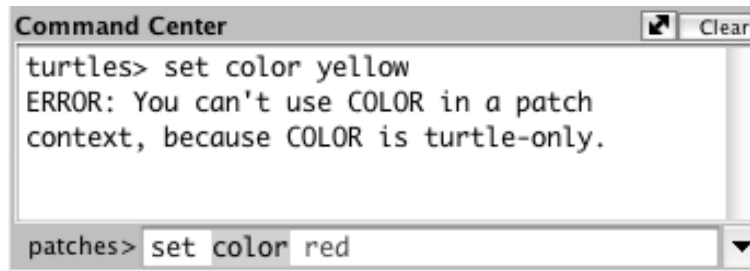 Command Center
Clear
turtles> set color yellow
ERROR: You can't use COLOR in a patch
context, because COLOR is turtle-only.
patches> set color red